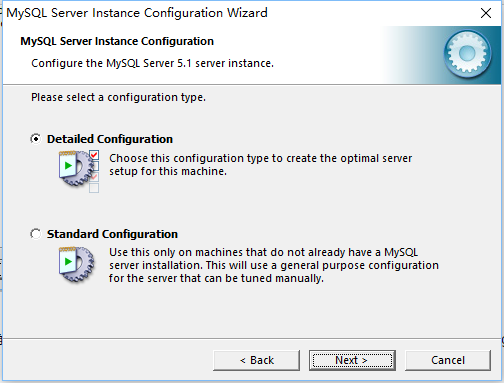 MySQL Server Instance Configuration Wizard
MySQL Server Instance Configuration
Configure the MySQL Server 5.1 server instance.
Please select a configuration type.
Detailed Configuration
Choose this configuration type to create the optimal server
setup for this machine.
Standard Configuration
Use this only on machines that do not already have a MySQL
server installation. This will use a general purpose configuration
for the server that can be tuned manually.
< Back
Next >
Cancel